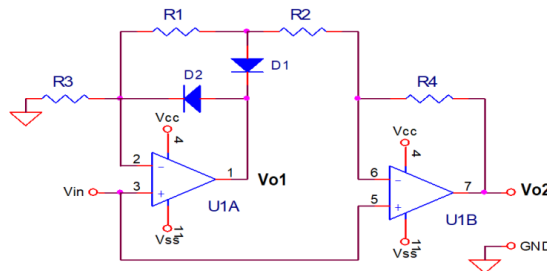 R1
R2
D1
D2
R3
R4
Vcc
4
2
-
1
Vo1
Vin
3
+
U1A
Vss
11
Vcc
4
6
-
7
Vo2
5
+
U1B
Vss
11
GND